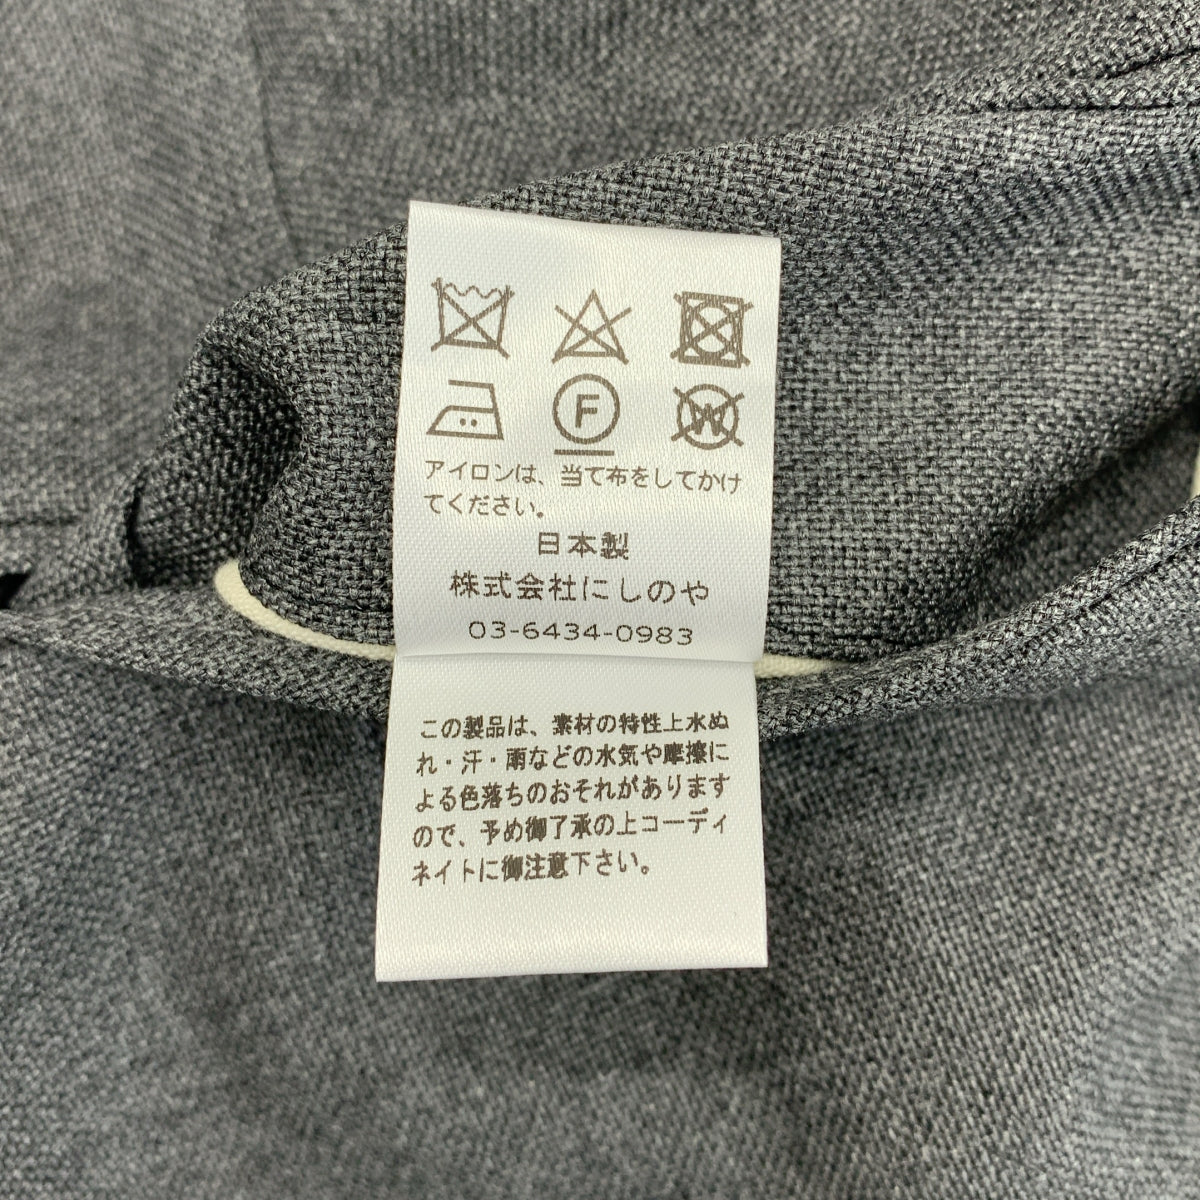 F
W
アイロンは、当て布をしてかけ
てください。
日本製
株式会社にしのや
03-6434-0983
この製品は、素材の特性上水ぬ
れ・汗・雨などの水気や摩擦に
よる色落ちのおそれがあります
ので、予め御了承の上コーディ
ネイトに御注意下さい。